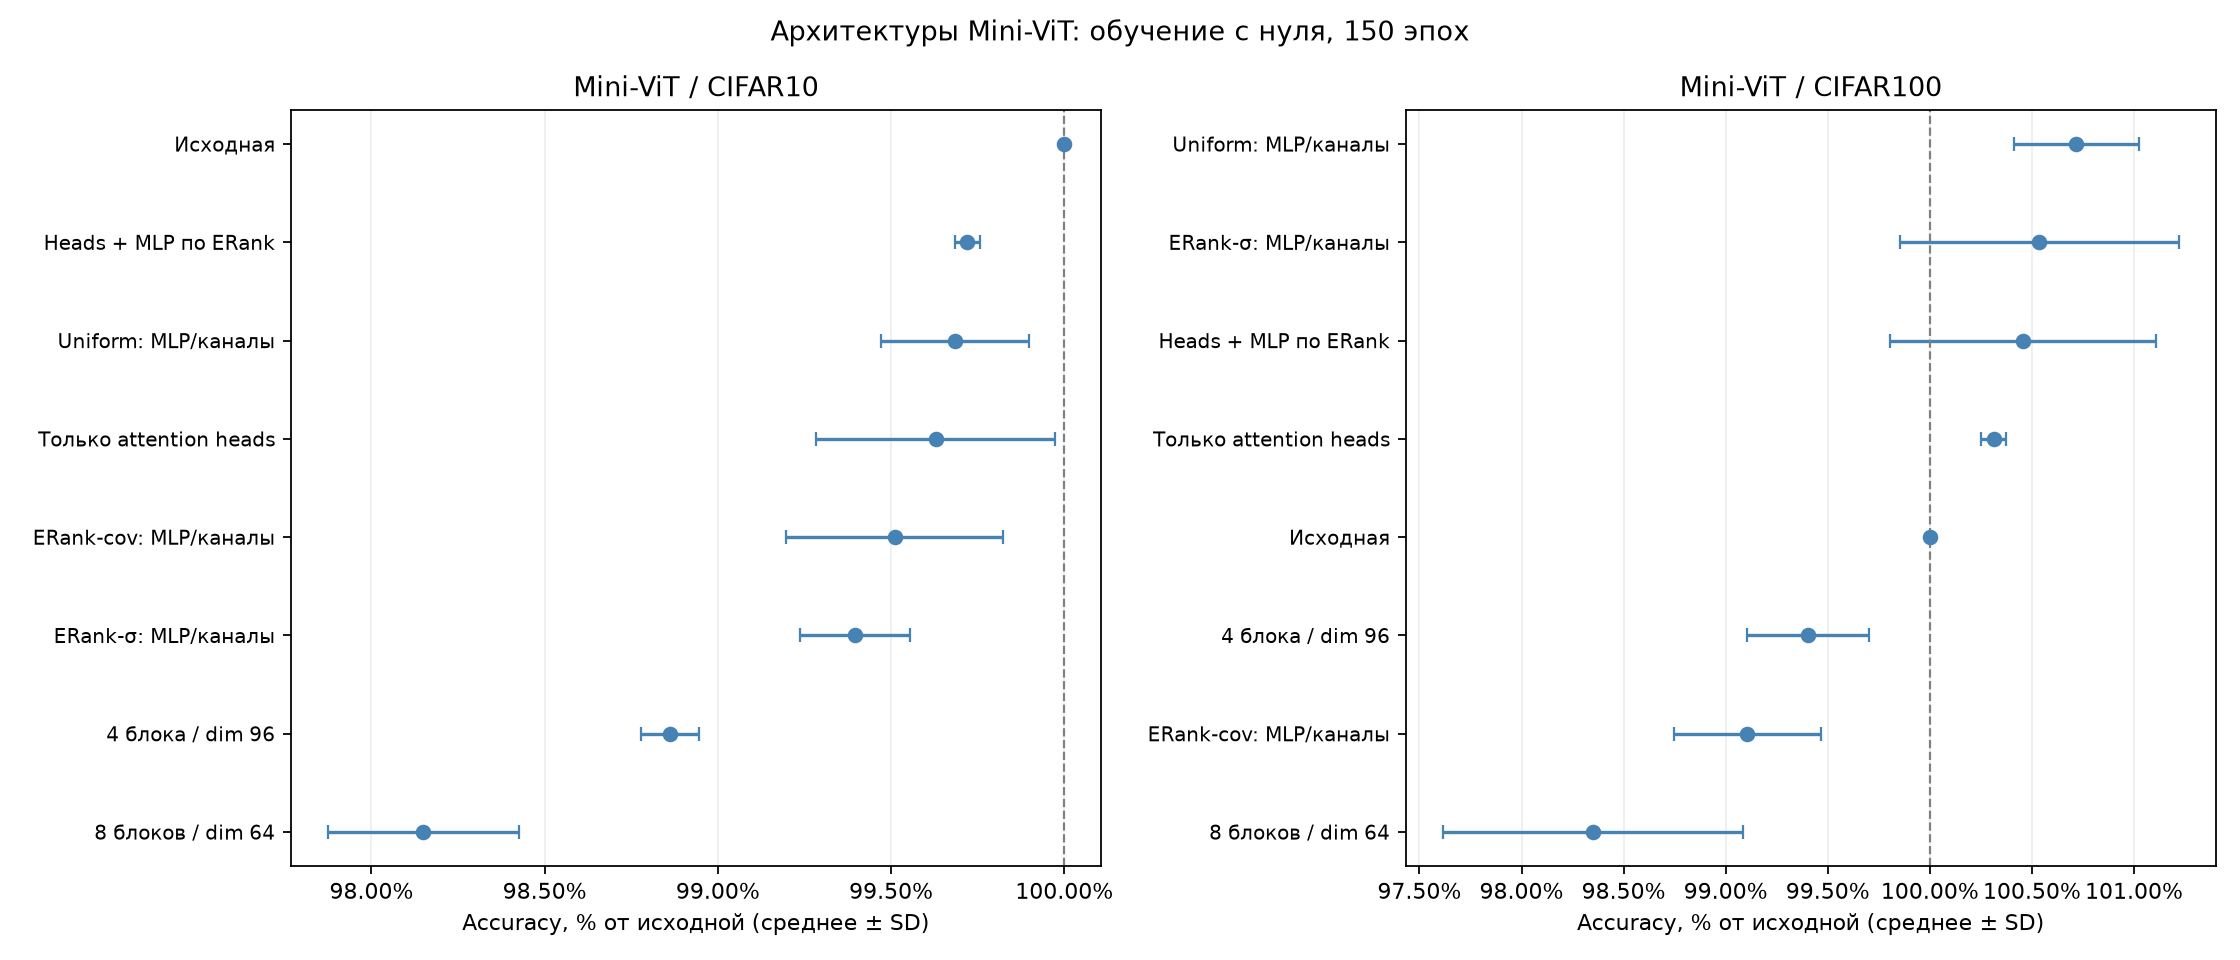 Архитектуры Mini-ViT: обучение с нуля, 150 эпох
Mini-ViT / CIFAR10
Исходная
Heads + MLP по ERank
Uniform: MLP/каналы
Только attention heads
ERank-cov: MLP/каналы
ERank-σ: MLP/каналы
4 блока / dim 96
8 блоков / dim 64
98.00% 98.50% 99.00% 99.50% 100.00%
Accuracy, % от исходной (среднее ± SD)
Mini-ViT / CIFAR100
Uniform: MLP/каналы
ERank-σ: MLP/каналы
Heads + MLP по ERank
Только attention heads
Исходная
4 блока / dim 96
ERank-cov: MLP/каналы
8 блоков / dim 64
97.50% 98.00% 98.50% 99.00% 99.50% 100.00% 100.50% 101.00%
Accuracy, % от исходной (среднее ± SD)